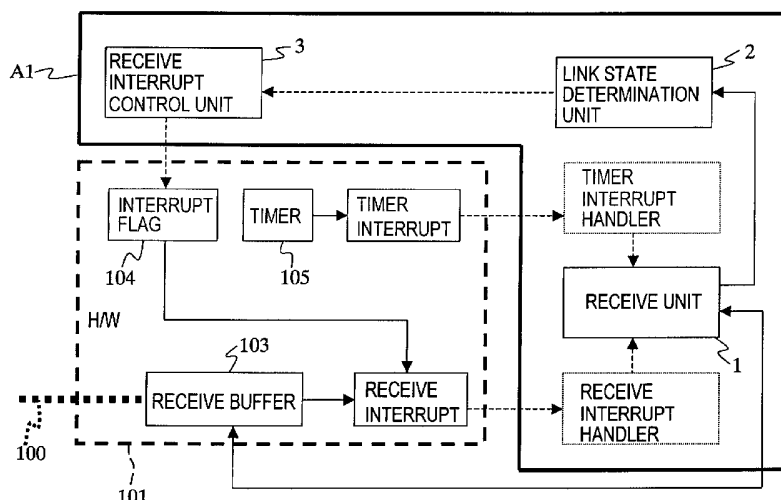 3
RECEIVE
INTERRUPT
CONTROL UNIT
A1
2
LINK STATE
DETERMINATION
UNIT
INTERRUPT
FLAG
104
TIMER
105
TIMER
INTERRUPT
TIMER
INTERRUPT
HANDLER
RECEIVE UNIT
1
H/W
103
RECEIVE BUFFER
RECEIVE
INTERRUPT
RECEIVE
INTERRUPT
HANDLER
100
101